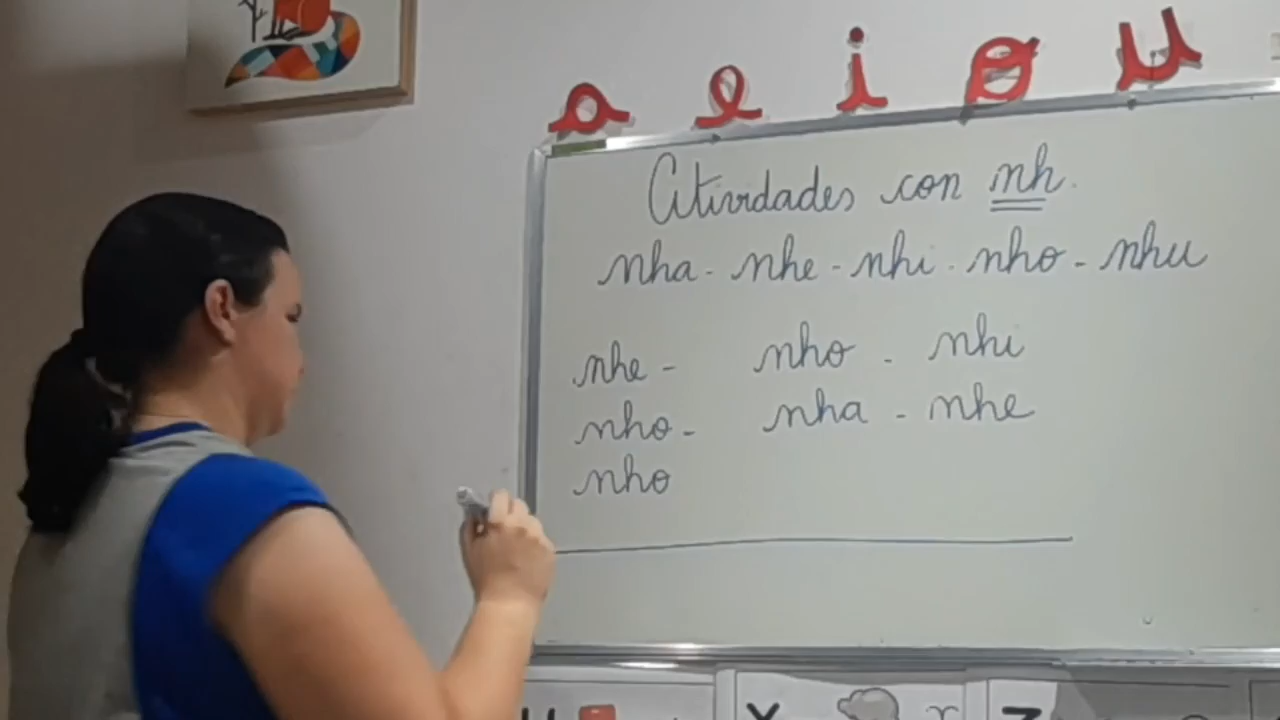 a e i o u
Atividades con nh.
nha - nhe - nhi - nho - nhu
nhe - nho - nhi
nho - nha - nhe
nho